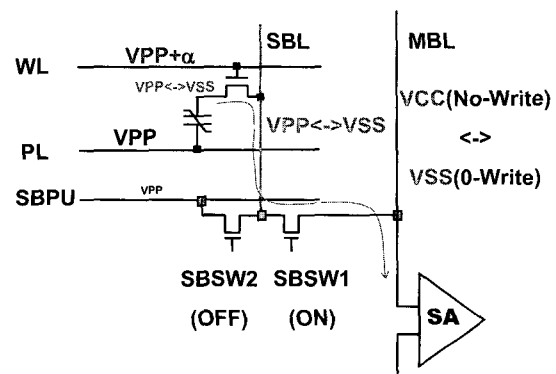 SBL
MBL
WL
VPP+α
VPP<->VSS
VCC(No-Write)
VPP<->VSS
<->
PL
VPP
VSS(0-Write)
SBPU
VPP
SBSW2
SBSW1
(OFF)
(ON)
SA